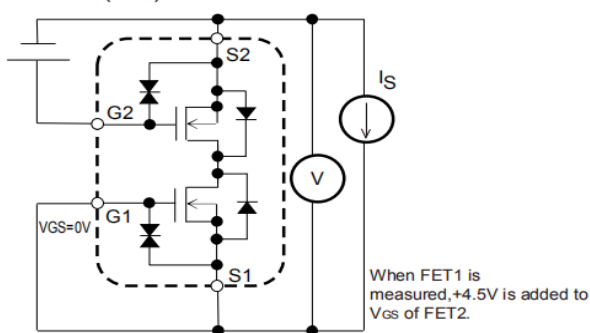 S2
IS
G2
V
G1
VGS=0V
S1
When FET1 is
measured,+4.5V is added to
VGS of FET2.